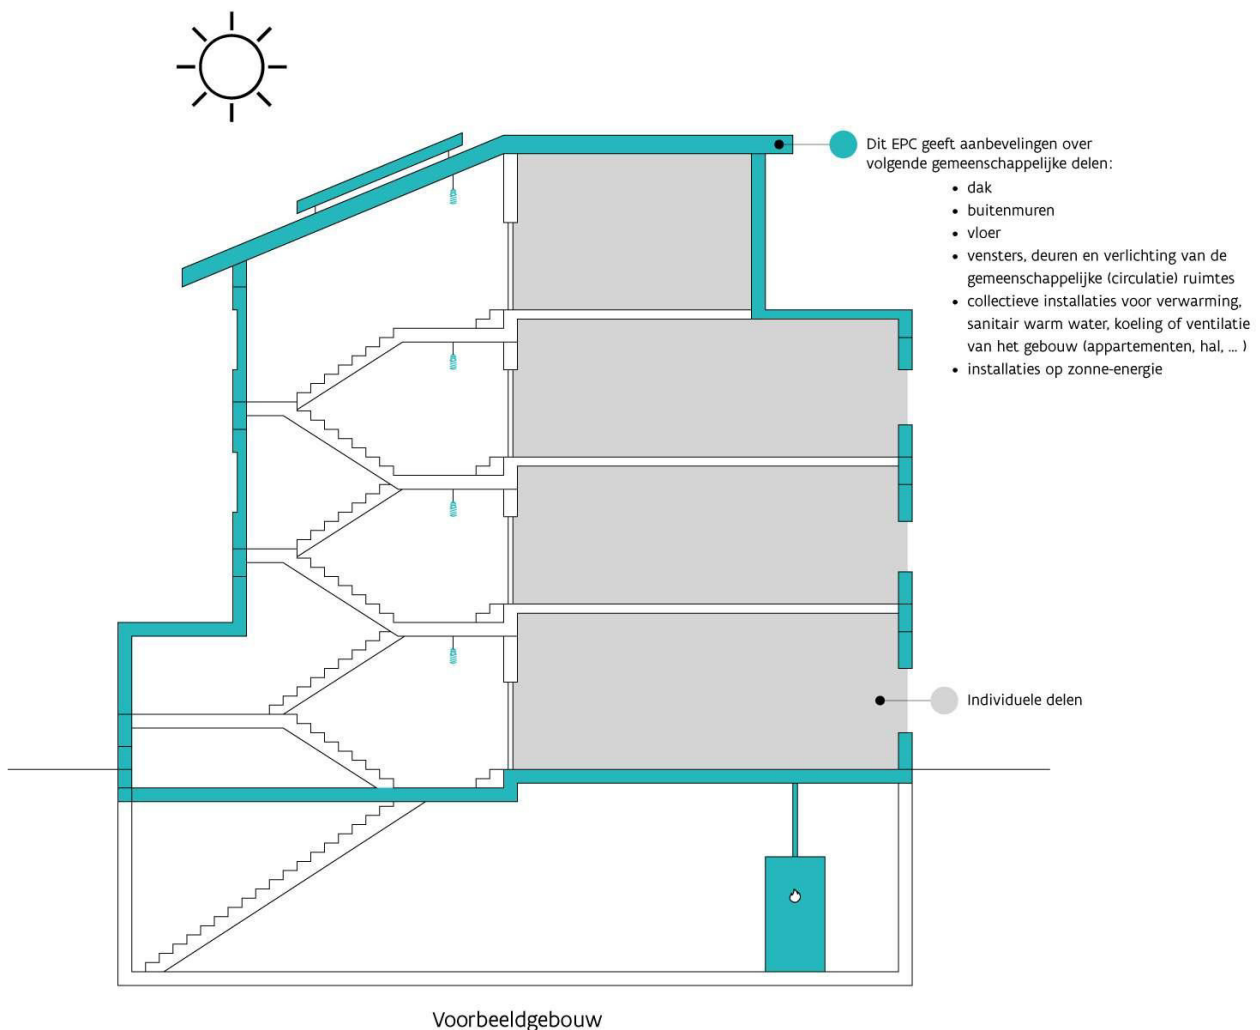 Dit EPC geeft aanbevelingen over
volgende gemeenschappelijke delen:
• dak
• buitenmuren
• vloer
• vensters, deuren en verlichting van de
gemeenschappelijke (circulatie) ruimtes
• collectieve installaties voor verwarming,
sanitair warm water, koeling of ventilatie
van het gebouw (appartementen, hal, ... )
• installaties op zonne-energie
Individuele delen
Voorbeeldgebouw